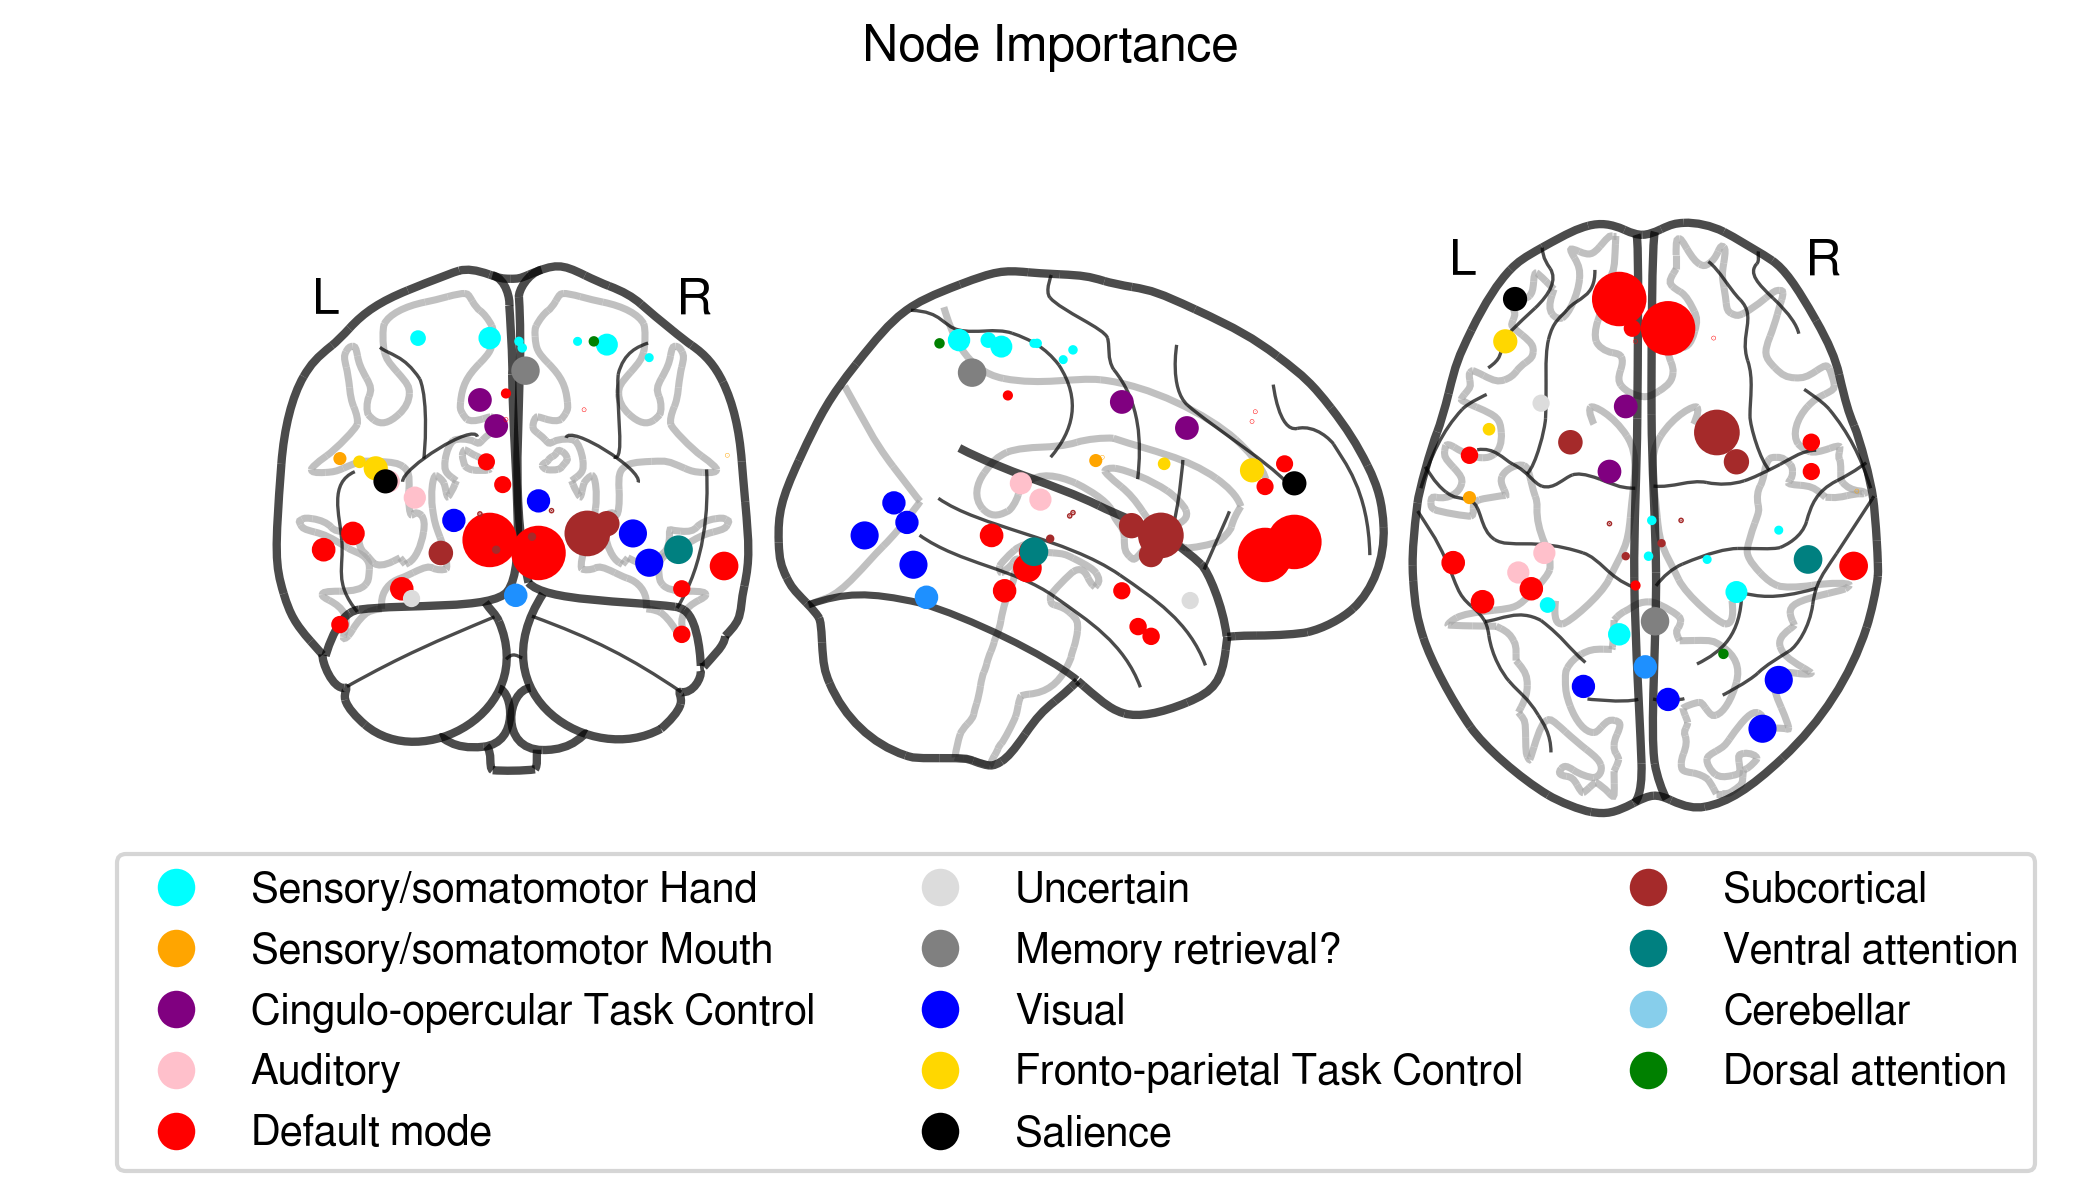 Node Importance
L
R
L
R
Sensory/somatomotor Hand
Sensory/somatomotor Mouth
Cingulo-opercular Task Control
Auditory
Default mode
Uncertain
Memory retrieval?
Visual
Fronto-parietal Task Control
Salience
Subcortical
Ventral attention
Cerebellar
Dorsal attention